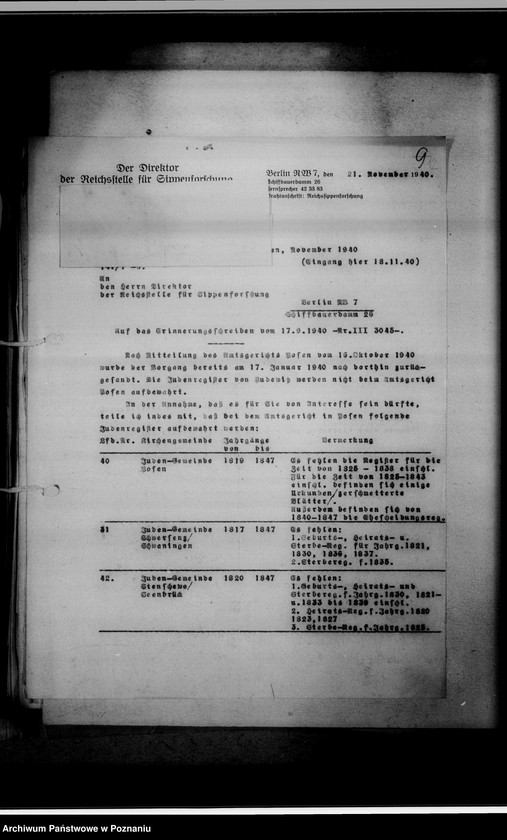 9
Der Direktor
der Reichsstelle für Sippenforschung
Berlin NW 7, den 21. November 1940.
Schiffbauerdamm 26
Fernsprecher 42 33 83
Drahtanschrift: Reichssippenforschung
en, November 1940
(Eingang hier 18.11.40)
An
den Herrn Direktor
der Reichsstelle für Sippenforschung
Berlin NW 7
Schiffbauerdamm 26
Auf das Erinnerungsschreiben vom 17.9.1940 -Nr.III 3045-.
Nach Mitteilung des Amtsgerichts Posen vom 16.Oktober 1940
wurde der Vorgang bereits am 17. Januar 1940 nach dorthin zurück-
gesandt. Die Judenregister von Pudewitz werden nicht beim Amtsgericht
Posen aufbewahrt.
In der Annahme, daß es für Sie von Interesse sein dürfte,
teile ich indes mit, daß bei dem Amtsgericht in Posen folgende
Judenregister aufbewahrt werden:
Lfb.Nr. Kirchengemeinde Jahrgänge Bemerkung
von bis
40 Juden-Gemeinde 1819 1847 Es fehlen die Register für die
Posen Zeit von 1825 - 1838 einschl.
Für die Zeit von 1825-1843
einschl. befinden sich einige
Urkunden/zerschmetterte
Blätter/.
Außerdem befinden sich von
1840-1847 die Ehescheidungsreg.
31 Juden-Gemeinde 1817 1847 Es fehlen:
Schwersenz/ 1.Geburts-, Heirats- u.
Schwaningen Sterbe-Reg. für Jahrg.1821,
1830, 1836, 1837.
2.Sterbereg. f.1835.
42. Juden-Gemeinde 1820 1847 Es fehlen:
Stenschewo/ 1.Geburts-, Heirats- und
Seenbrück Sterbereg.f.Jahrg.1830, 1821-
u.1833 bis 1839 einschl.
2. Heirats-Reg.f.Jahrg.1820
1823,1827
3. Sterbe-Reg.f.Jahrg.1825.
Archiwum Państwowe w Poznaniu